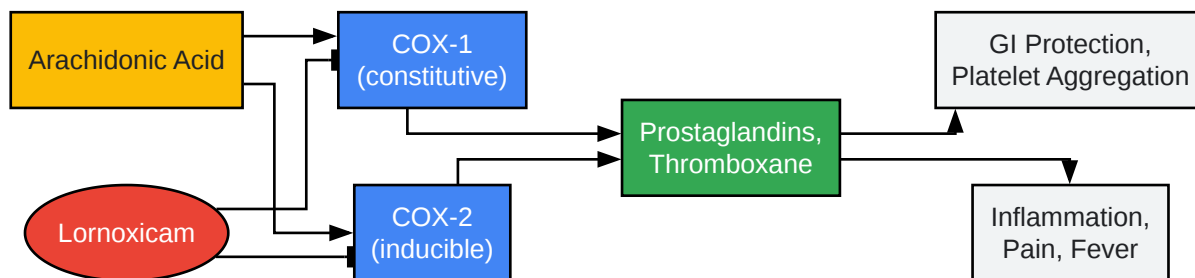 Arachidonic Acid
COX-1
(constitutive)
GI Protection,
Platelet Aggregation
Prostaglandins,
Thromboxane
Lornoxicam
COX-2
(inducible)
Inflammation,
Pain, Fever